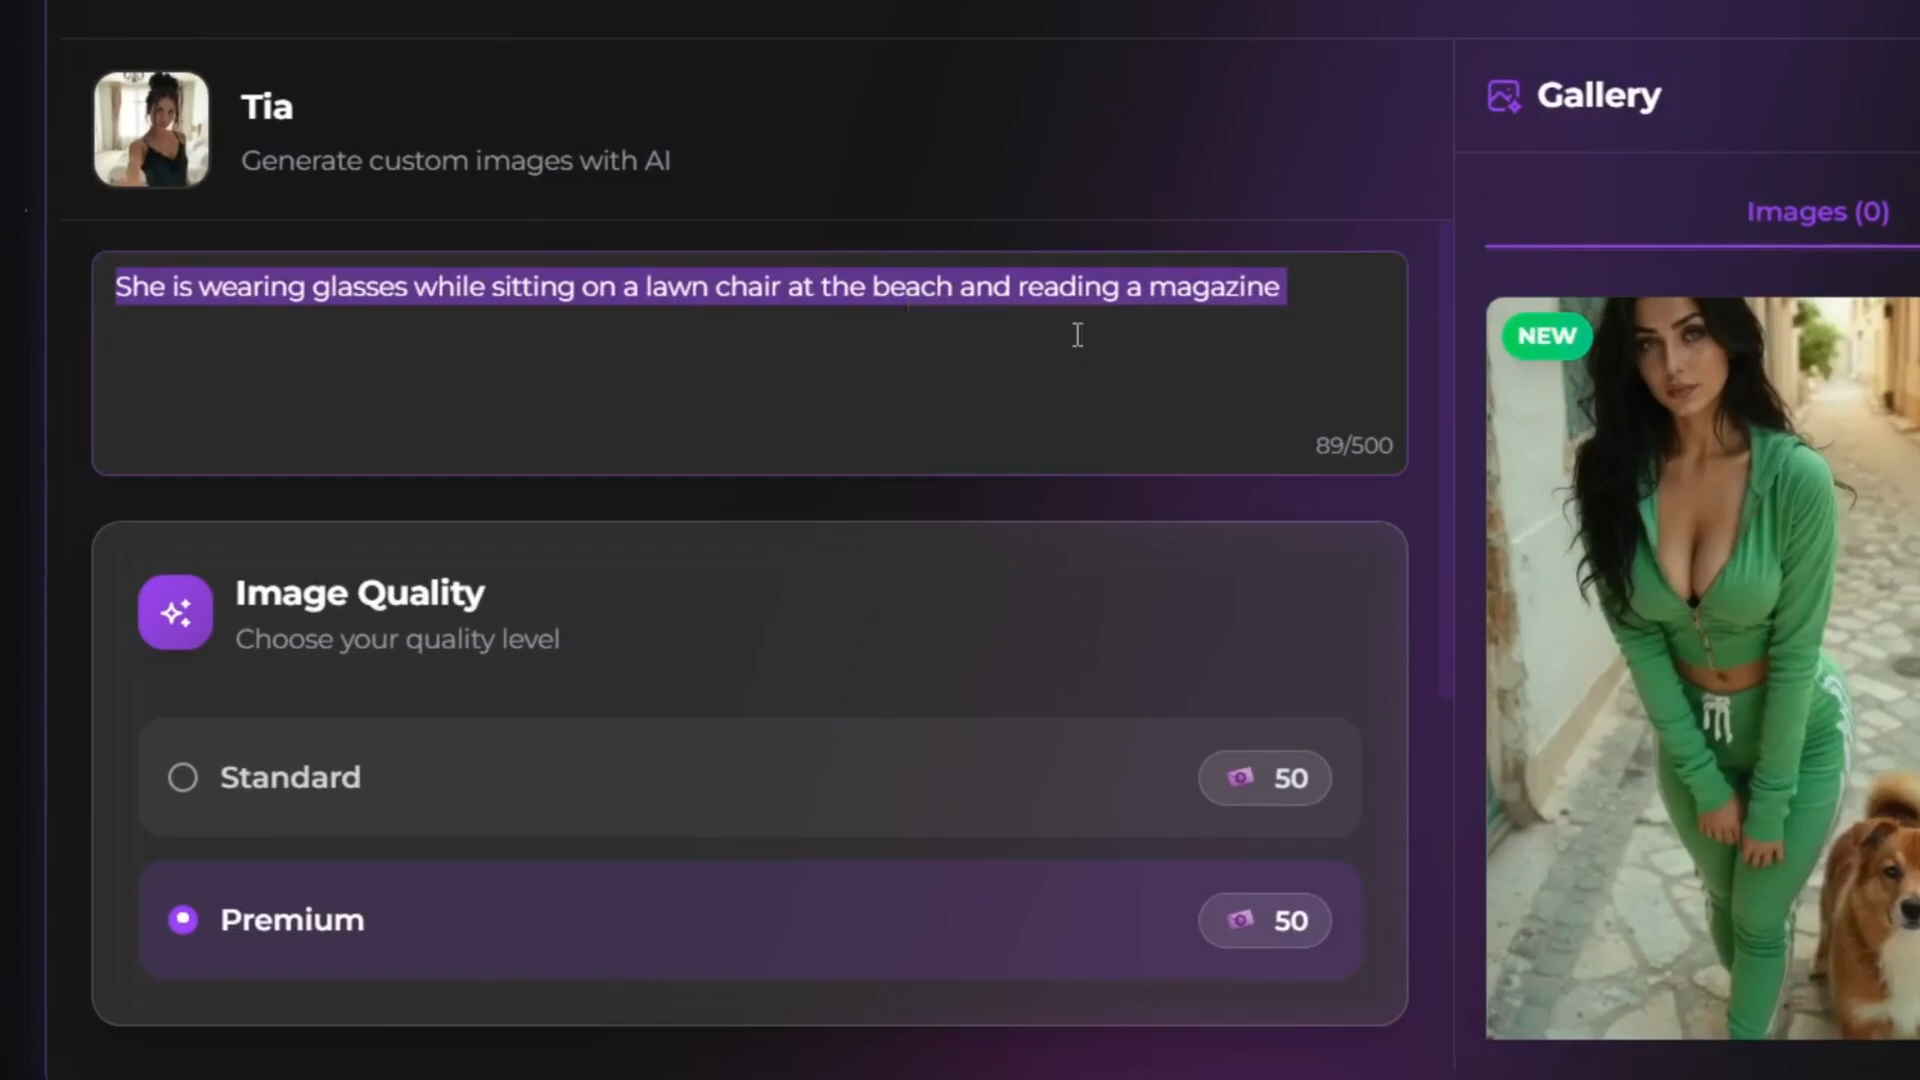 Tia
Generate custom images with AI
She is wearing glasses while sitting on a lawn chair at the beach and reading a magazine
89/500
Image Quality
Choose your quality level
Standard
50
Premium
50
Gallery
Images (0)
NEW